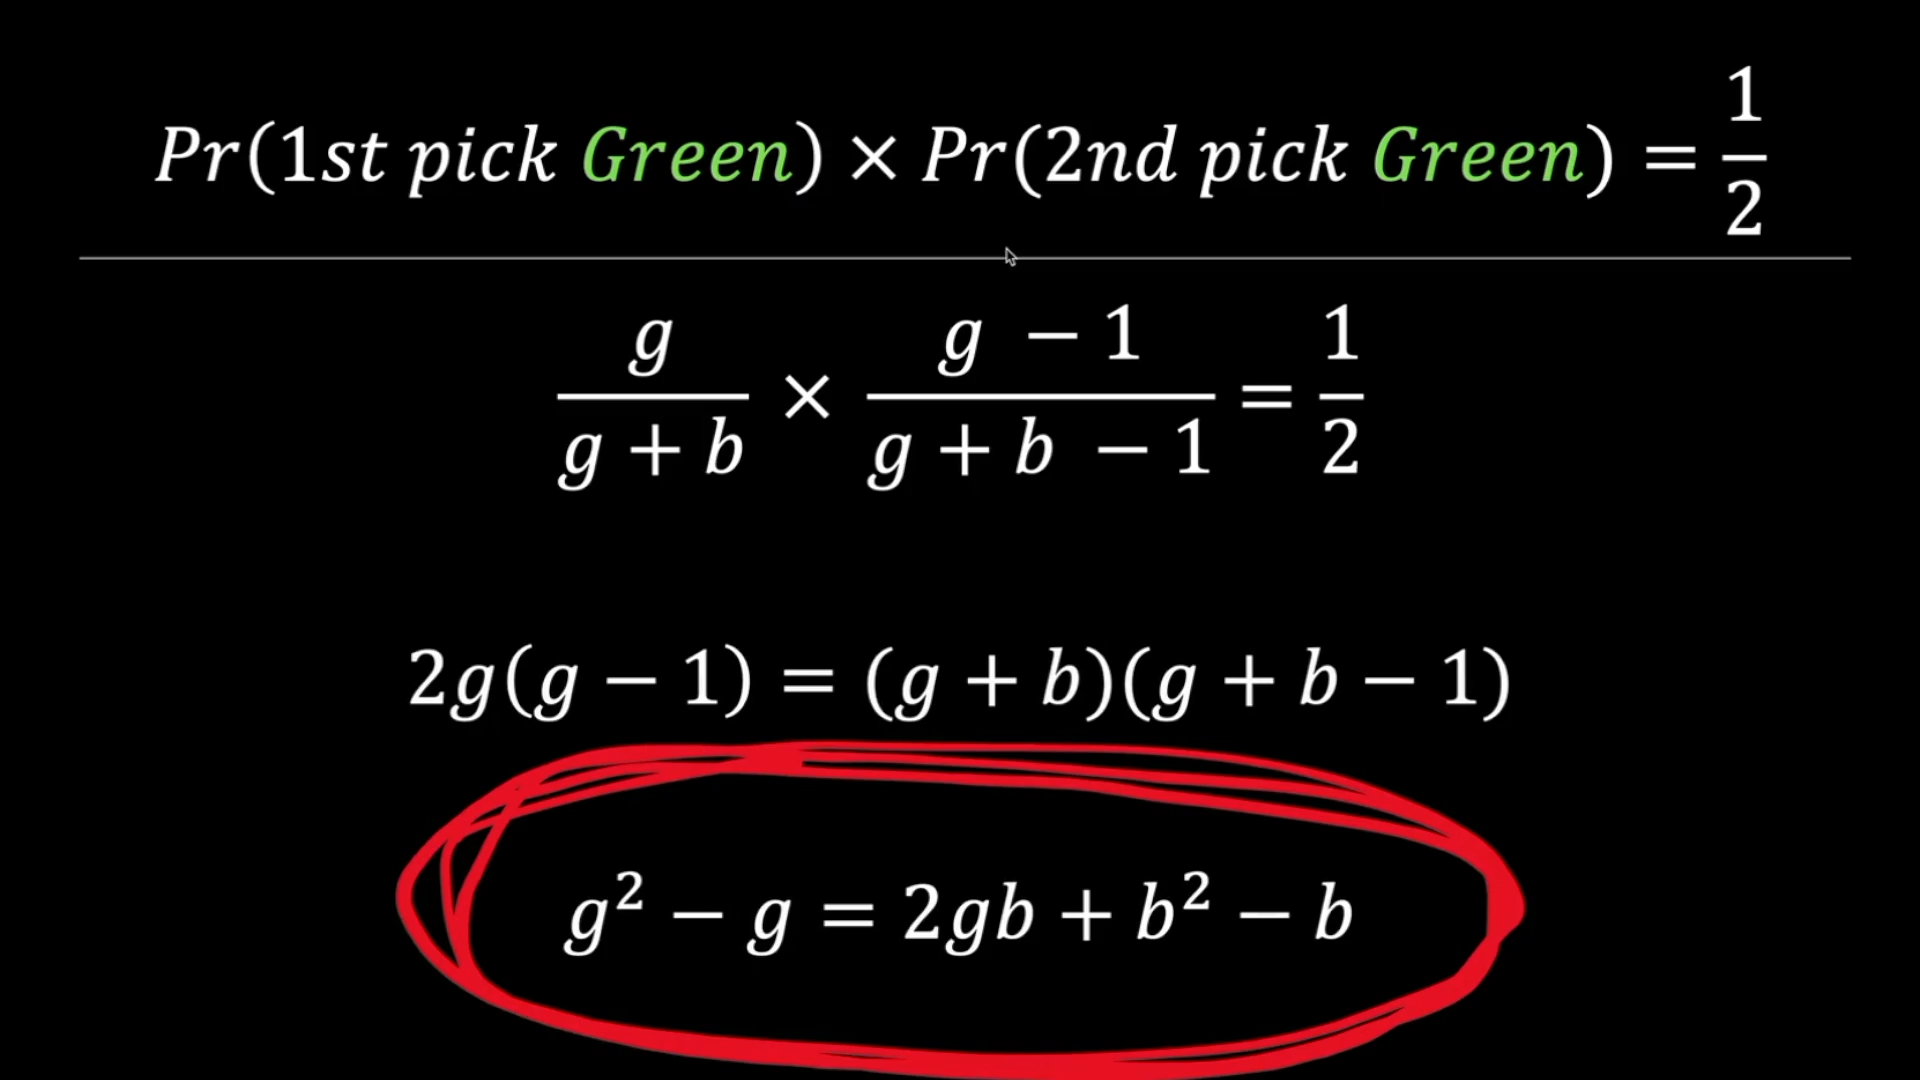 Pr(1st pick Green) × Pr(2nd pick Green) = 1/2
g/(g + b) × (g − 1)/(g + b − 1) = 1/2
2g(g − 1) = (g + b)(g + b − 1)
g² − g = 2gb + b² − b